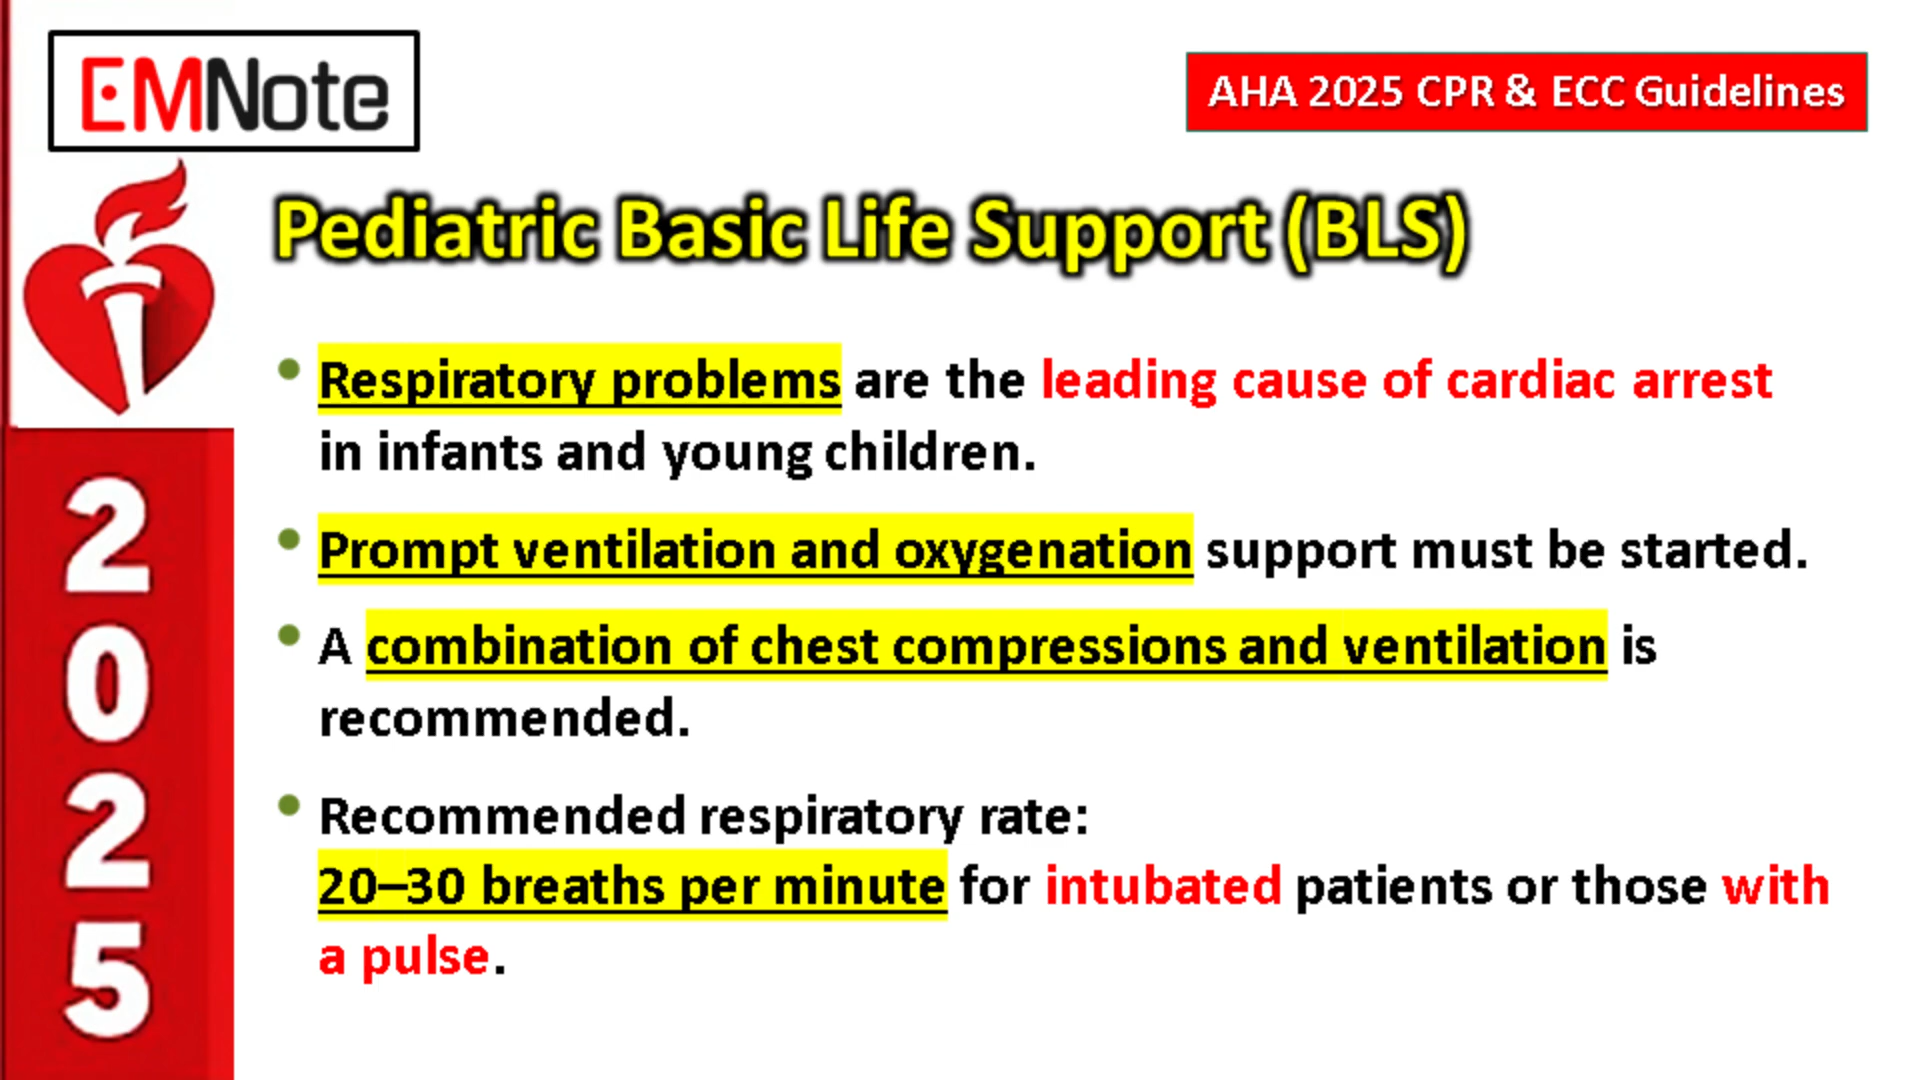 EMNote
AHA 2025 CPR & ECC Guidelines
Pediatric Basic Life Support (BLS)
• Respiratory problems are the leading cause of cardiac arrest
in infants and young children.
• Prompt ventilation and oxygenation support must be started.
• A combination of chest compressions and ventilation is
recommended.
• Recommended respiratory rate:
20–30 breaths per minute for intubated patients or those with
a pulse.
2
0
2
5